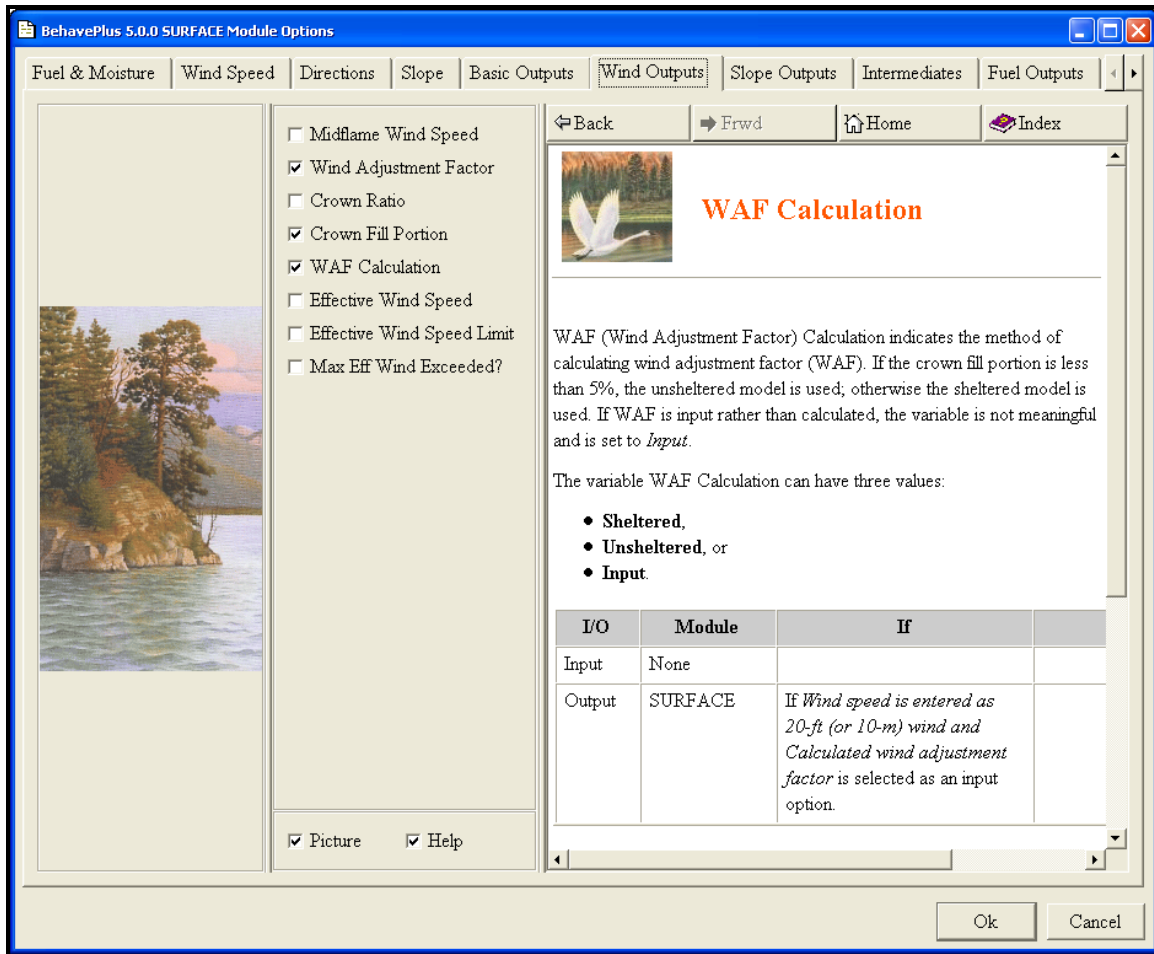 BehavePlus 5.0.0 SURFACE Module Options
Fuel & Moisture
Wind Speed
Directions
Slope
Basic Outputs
Wind Outputs
Slope Outputs
Intermediates
Fuel Outputs
Midflame Wind Speed
Wind Adjustment Factor
Crown Ratio
Crown Fill Portion
WAF Calculation
Effective Wind Speed
Effective Wind Speed Limit
Max Eff Wind Exceeded?
Picture
Help
Back
Frwd
Home
Index
WAF Calculation
WAF (Wind Adjustment Factor) Calculation indicates the method of
calculating wind adjustment factor (WAF). If the crown fill portion is less
than 5%, the unsheltered model is used; otherwise the sheltered model is
used. If WAF is input rather than calculated, the variable is not meaningful
and is set to Input.
The variable WAF Calculation can have three values:
Sheltered,
Unsheltered, or
Input.
I/O Module If
Input None
Output SURFACE If Wind speed is entered as
20-ft (or 10-m) wind and
Calculated wind adjustment
factor is selected as an input
option.
Ok
Cancel